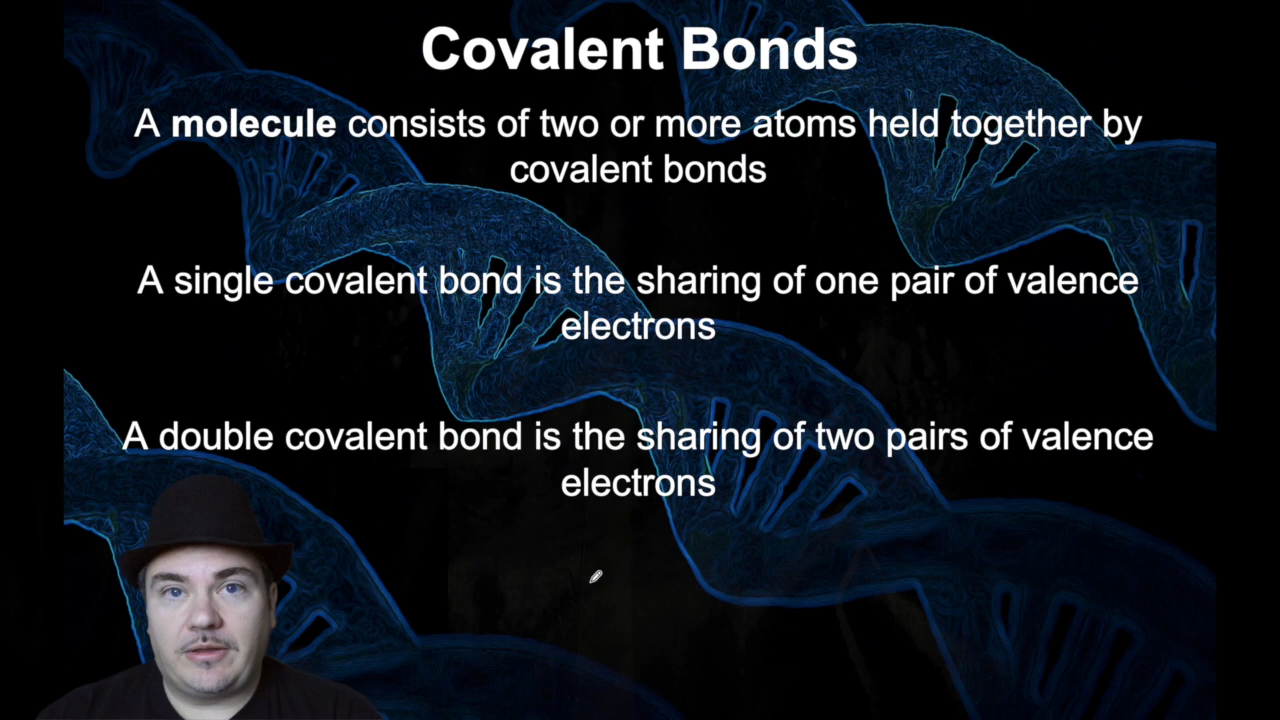 Covalent Bonds
A molecule consists of two or more atoms held together by
covalent bonds
A single covalent bond is the sharing of one pair of valence
electrons
A double covalent bond is the sharing of two pairs of valence
electrons